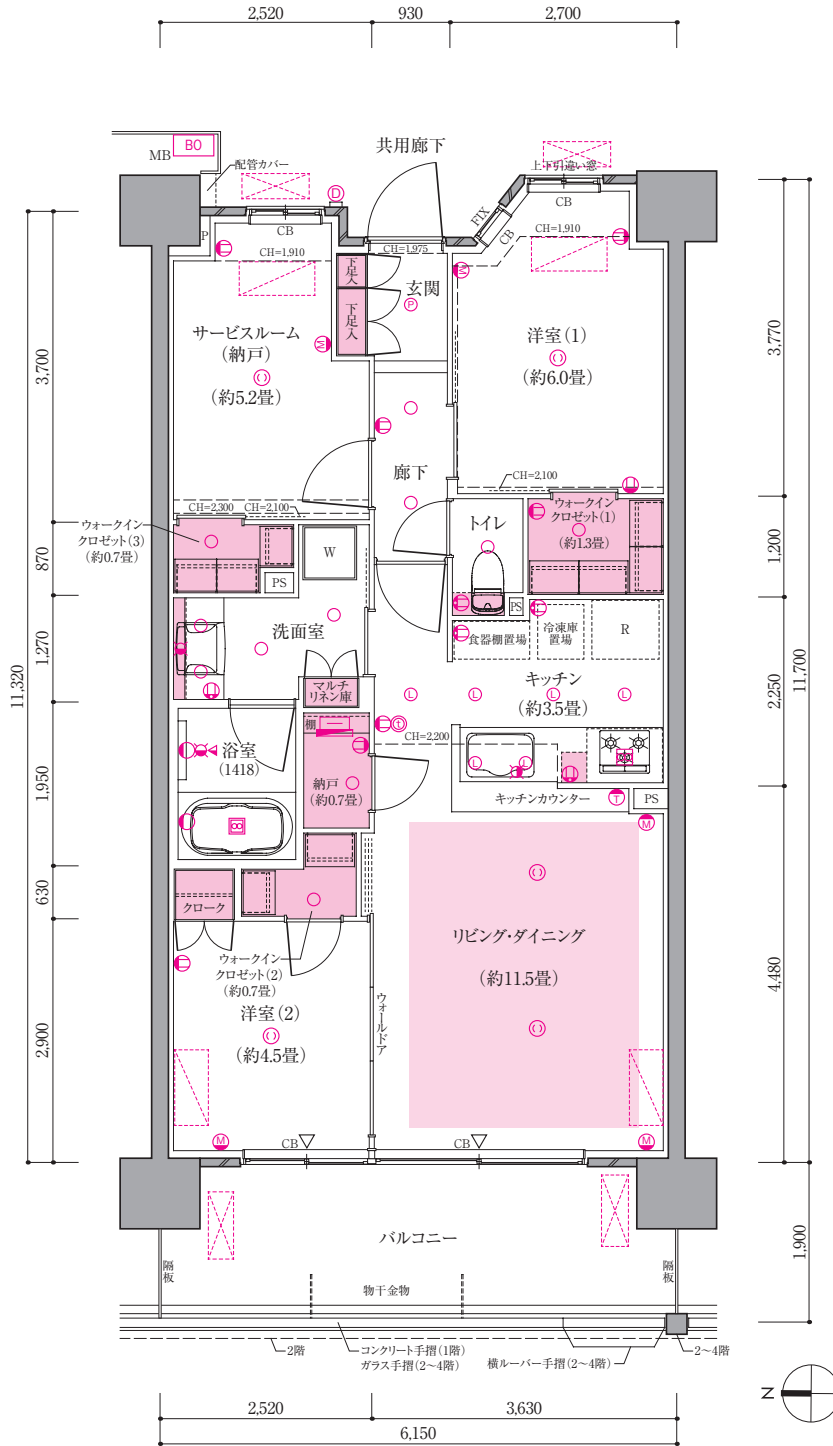 2,520
930
2,700
MB
BO
配管カバー
共用廊下
上下引違い窓
D
FIX
CB
CB
CB
P
CH=1,910
CH=1,975
CH=1,910
下足入
下足入
玄関
P
M
M
サービスルーム
(納戸)
(約5.2畳)
洋室(1)
(約6.0畳)
3,700
3,770
廊下
CH=2,300
CH=2,100
CH=2,100
ウォークイン
クロゼット(3)
(約0.7畳)
W
PS
トイレ
ウォークイン
クロゼット(1)
(約1.3畳)
870
1,200
PS
洗面室
食器棚置場
冷凍庫
置場
R
1,270
11,320
11,700
2,250
マルチ
リネン庫
キッチン
(約3.5畳)
L
L
L
L
棚
t
浴室
(1418)
CH=2,200
L
L
納戸
(約0.7畳)
キッチンカウンター
T
PS
M
1,950
630
クローク
リビング・ダイニング
(約11.5畳)
ウォークイン
クロゼット(2)
(約0.7畳)
洋室(2)
(約4.5畳)
ウォールドア
4,480
2,900
M
M
CB
CB
バルコニー
1,900
隔板
隔板
物干金物
2階
コンクリート手摺(1階)
ガラス手摺(2〜4階)
横ルーバー手摺(2〜4階)
2〜4階
N
2,520
3,630
6,150